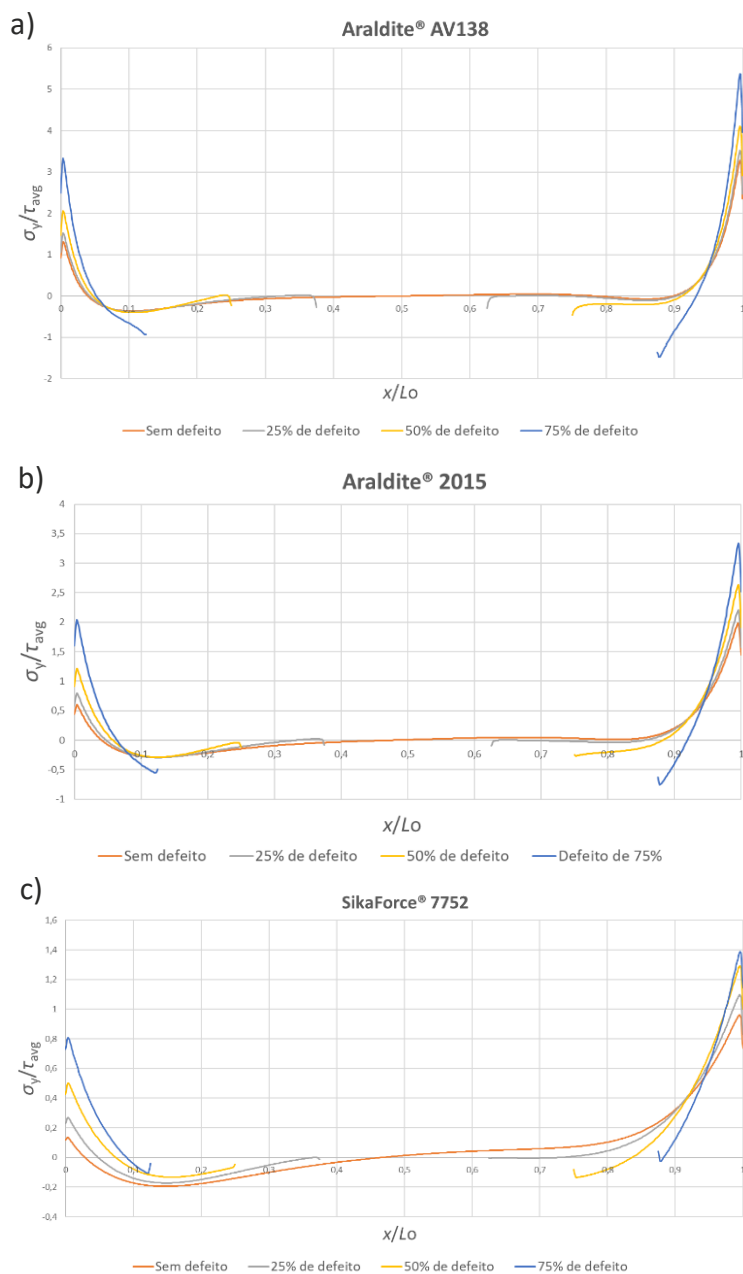 a)
Araldite® AV138
6
5
4
3
2
1
0
-1
-2
0 0,1 0,2 0,3 0,4 0,5 0,6 0,7 0,8 0,9 1
σy/τavg
x/Lo
Sem defeito 25% de defeito 50% de defeito 75% de defeito
b)
Araldite® 2015
4
3,5
3
2,5
2
1,5
1
0,5
0
-0,5
-1
0 0,1 0,2 0,3 0,4 0,5 0,6 0,7 0,8 0,9 1
σy/τavg
x/Lo
Sem defeito 25% de defeito 50% de defeito Defeito de 75%
c)
SikaForce® 7752
1,6
1,4
1,2
1
0,8
0,6
0,4
0,2
0
-0,2
-0,4
0 0,1 0,2 0,3 0,4 0,5 0,6 0,7 0,8 0,9
σy/τavg
x/Lo
Sem defeito 25% de defeito 50% de defeito 75% de defeito